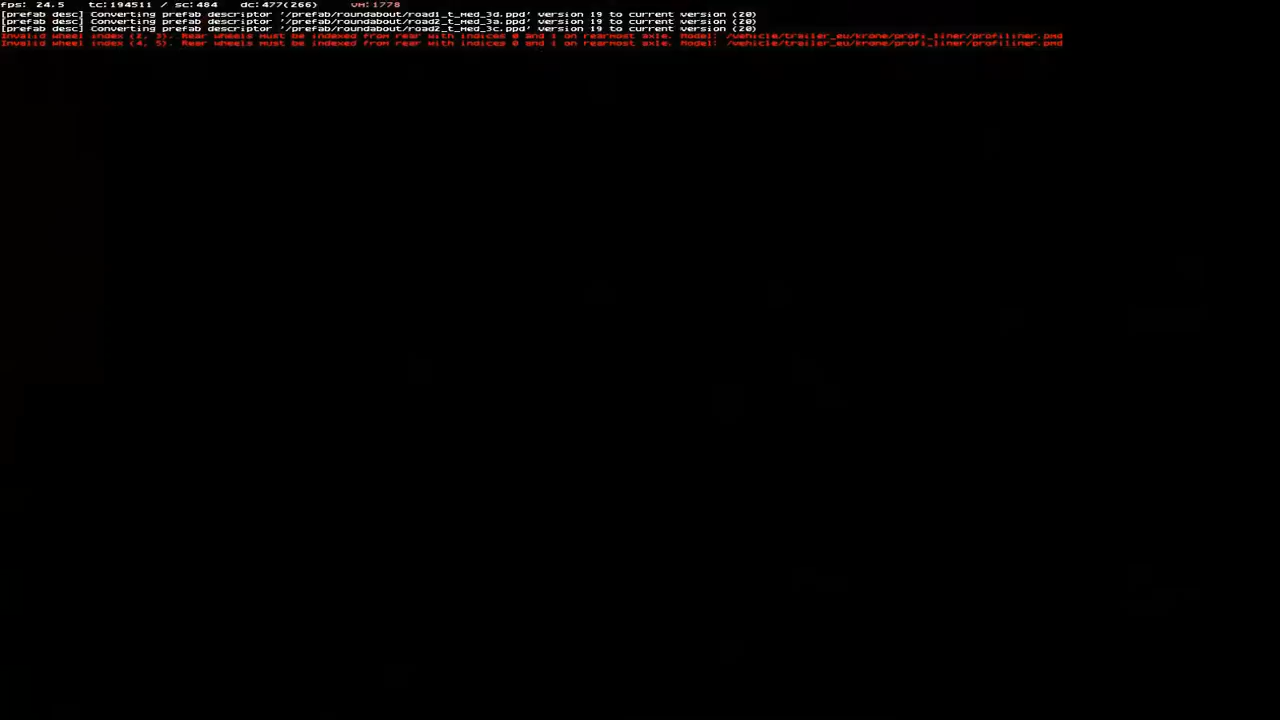 fps: 24.5 tc:194511 / sc:484 dc:477(266) vm:1778
[prefab desc] Converting prefab descriptor '/prefab/roundabout/road1_t_med_3d.ppd' version 19 to current version (20)
[prefab desc] Converting prefab descriptor '/prefab/roundabout/road2_t_med_3a.ppd' version 19 to current version (20)
[prefab desc] Converting prefab descriptor '/prefab/roundabout/road2_t_med_3c.ppd' version 19 to current version (20)
Invalid wheel index (2, 3). Rear wheels must be indexed from rear with indices 0 and 1 on rearmost axle. Model: '/vehicle/trailer_eu/krone/profi_liner/profiliner.pmd
Invalid wheel index (4, 5). Rear wheels must be indexed from rear with indices 0 and 1 on rearmost axle. Model: '/vehicle/trailer_eu/krone/profi_liner/profiliner.pmd